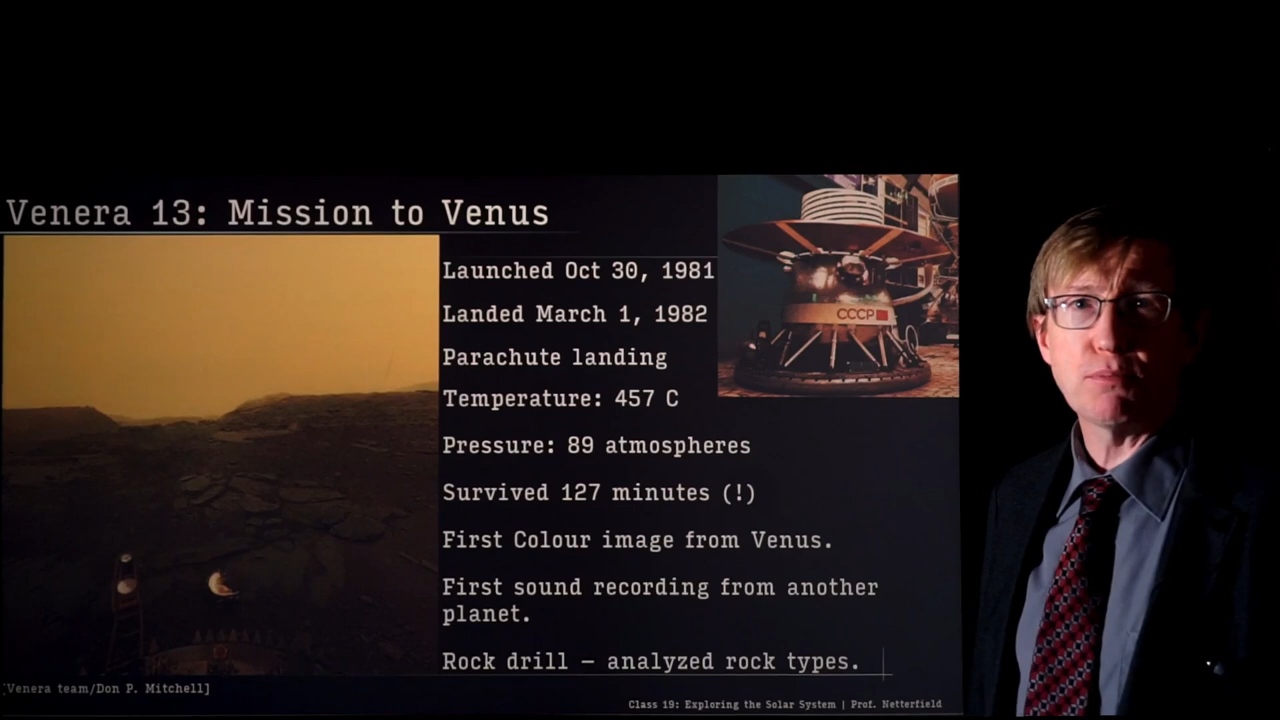 Venera 13: Mission to Venus
Launched Oct 30, 1981
Landed March 1, 1982
Parachute landing
Temperature: 457 C
CCCP
Pressure: 89 atmospheres
Survived 127 minutes (!)
First Colour image from Venus.
First sound recording from another
planet.
Rock drill – analyzed rock types.
[Venera team/Don P. Mitchell]
Class 19: Exploring the Solar System | Prof. Netterfield